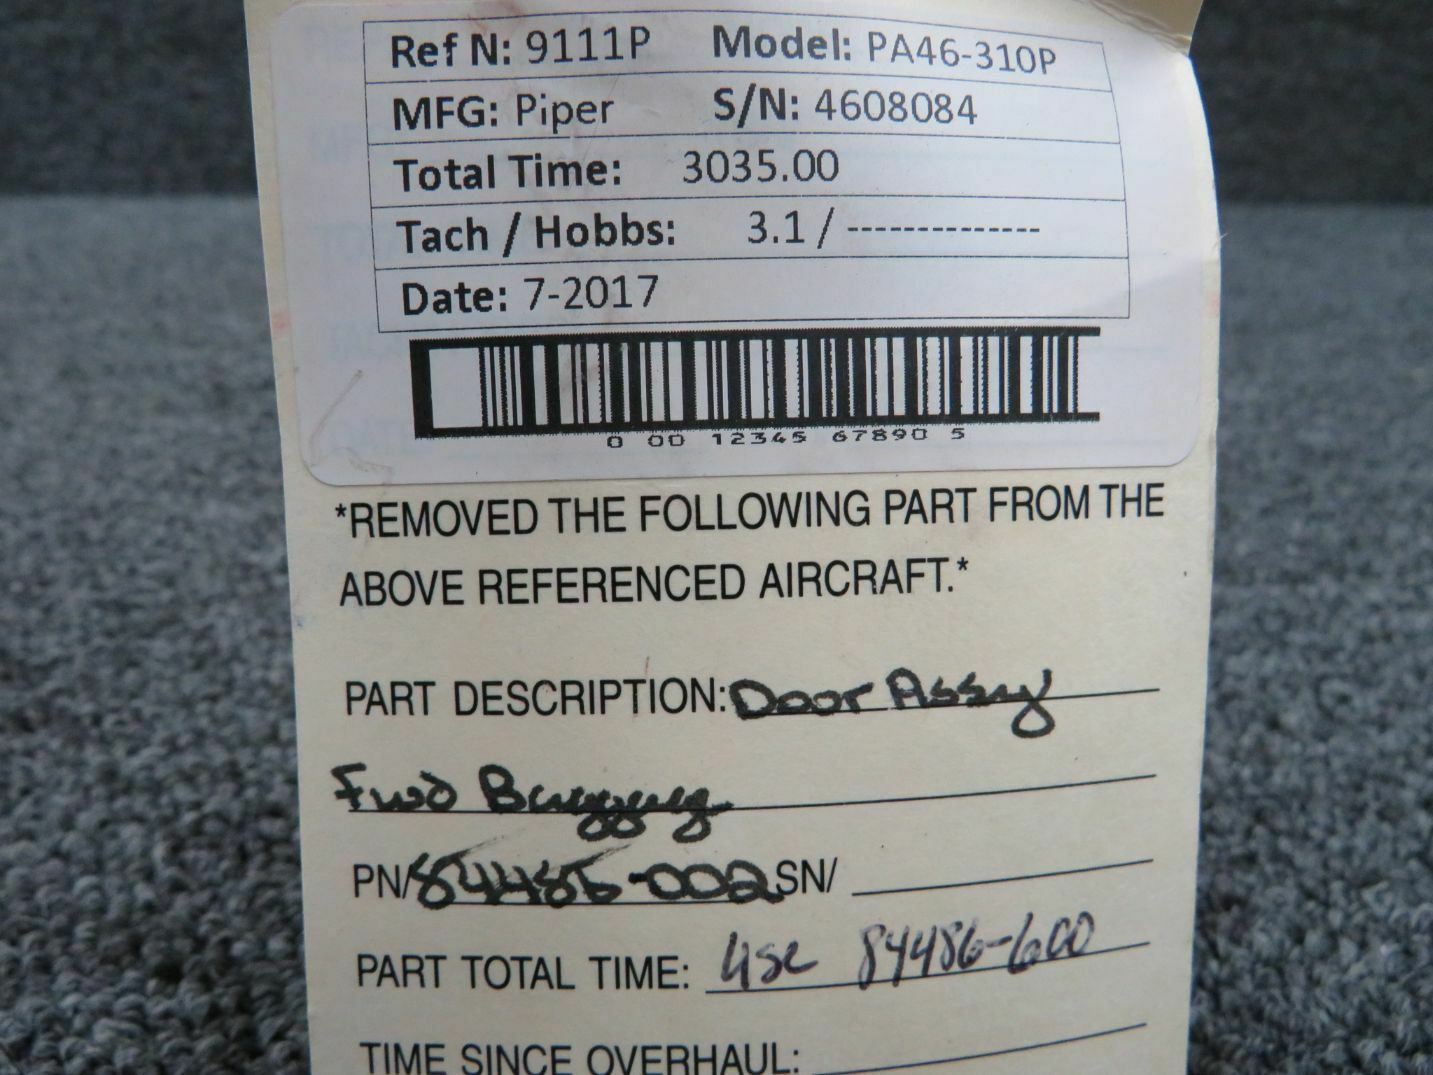 Ref N: 9111P Model: PA46-310P
MFG: Piper S/N: 4608084
Total Time: 3035.00
Tach / Hobbs: 3.1 / -------------
Date: 7-2017
0 00 12345 67890 5
*REMOVED THE FOLLOWING PART FROM THE
ABOVE REFERENCED AIRCRAFT.*
PART DESCRIPTION: Door Assy
Fwd Baggag
PN/ 84486-002 SN/
PART TOTAL TIME: use 84486-600
TIME SINCE OVERHAUL: